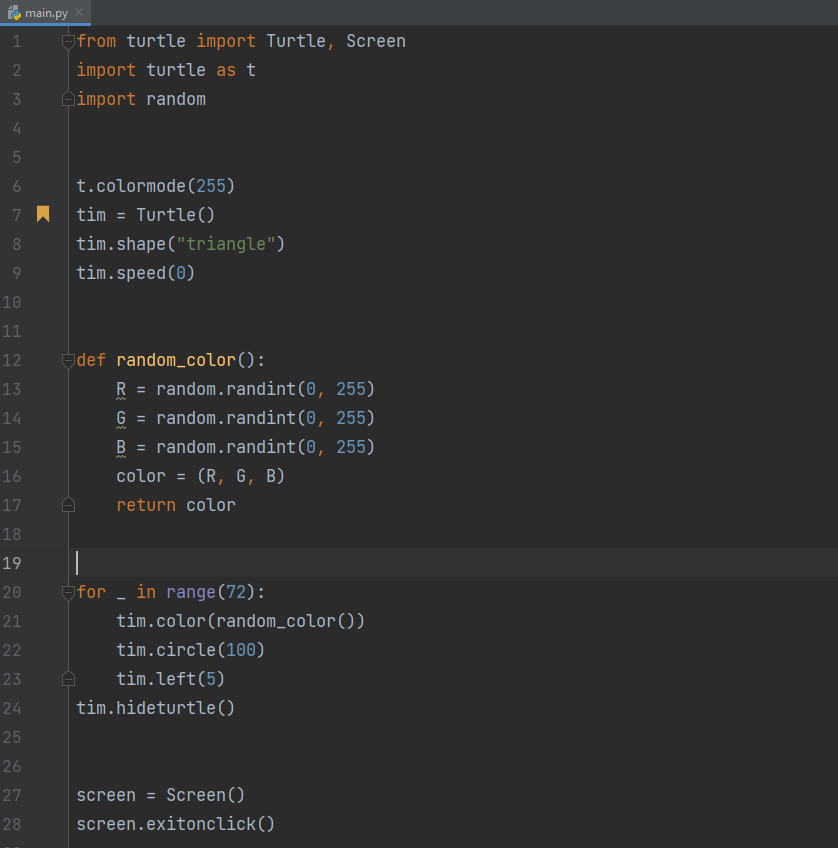 main.py
1 from turtle import Turtle, Screen
2 import turtle as t
3 import random
4
5
6 t.colormode(255)
7 tim = Turtle()
8 tim.shape("triangle")
9 tim.speed(0)
10
11
12 def random_color():
13     R = random.randint(0, 255)
14     G = random.randint(0, 255)
15     B = random.randint(0, 255)
16     color = (R, G, B)
17     return color
18
19
20 for _ in range(72):
21     tim.color(random_color())
22     tim.circle(100)
23     tim.left(5)
24 tim.hideturtle()
25
26
27 screen = Screen()
28 screen.exitonclick()